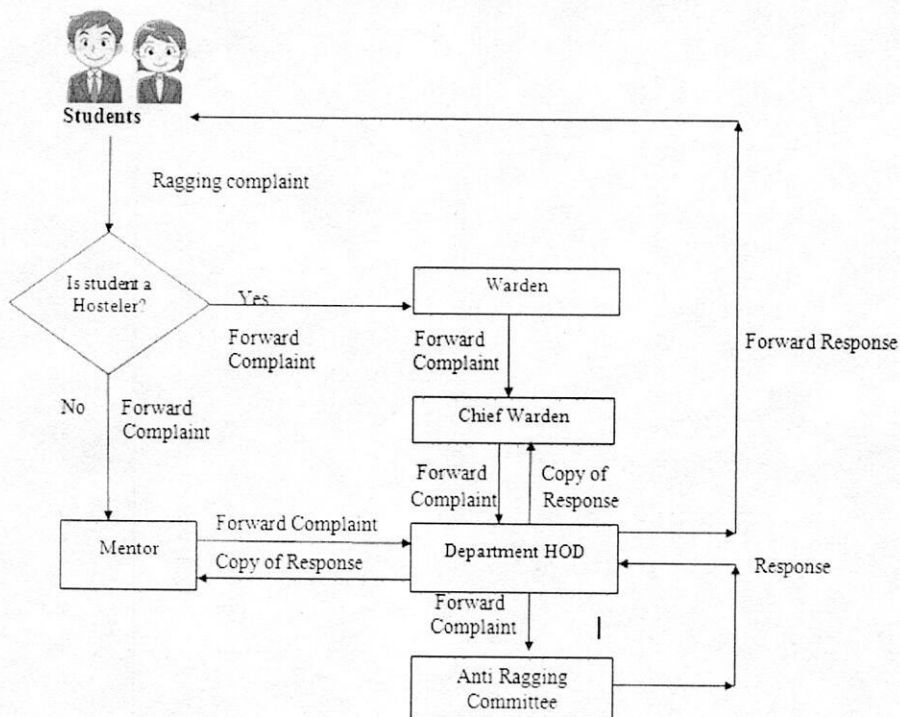 Students
Ragging complaint
Is student a
Hosteler?
Yes
Forward
Complaint
Warden
Forward
Complaint
Forward Response
No
Forward
Complaint
Chief Warden
Forward
Complaint
Copy of
Response
Mentor
Forward Complaint
Copy of Response
Department HOD
Response
Forward
Complaint
Anti Ragging
Committee